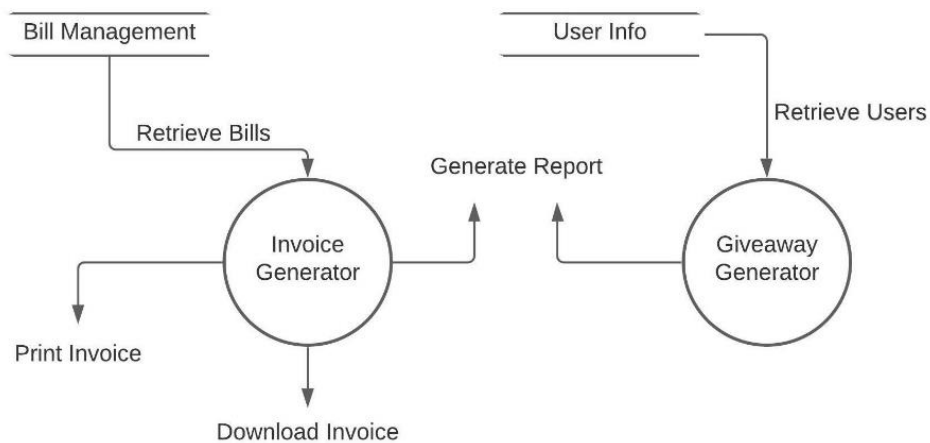 Bill Management
User Info
Retrieve Bills
Retrieve Users
Generate Report
Invoice
Generator
Giveaway
Generator
Print Invoice
Download Invoice